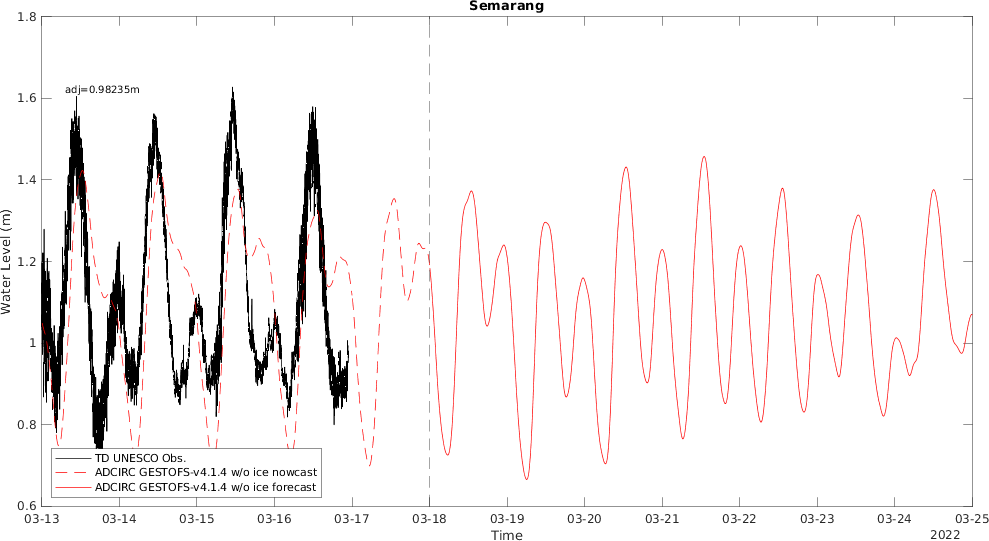 Semarang
1.8
1.6
1.4
1.2
1
0.8
0.6
Water Level (m)
adj=0.98235m
TD UNESCO Obs.
ADCIRC GESTOFS-v4.1.4 w/o ice nowcast
ADCIRC GESTOFS-v4.1.4 w/o ice forecast
03-13 03-14 03-15 03-16 03-17 03-18 03-19 03-20 03-21 03-22 03-23 03-24 03-25
Time
2022